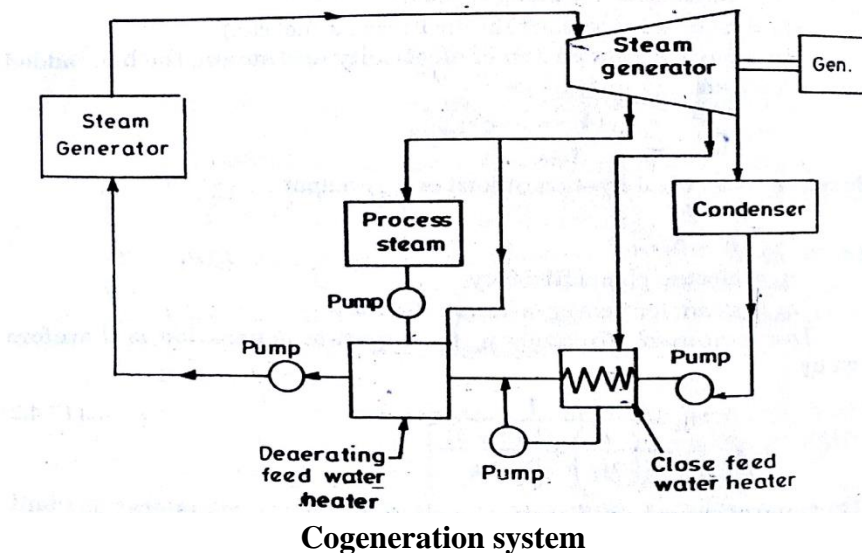 Steam
generator
Gen.
Steam
Generator
Process
steam
Condenser
Pump
Pump
Pump
Deaerating
feed water
heater
Pump
Close feed
water heater
Cogeneration system